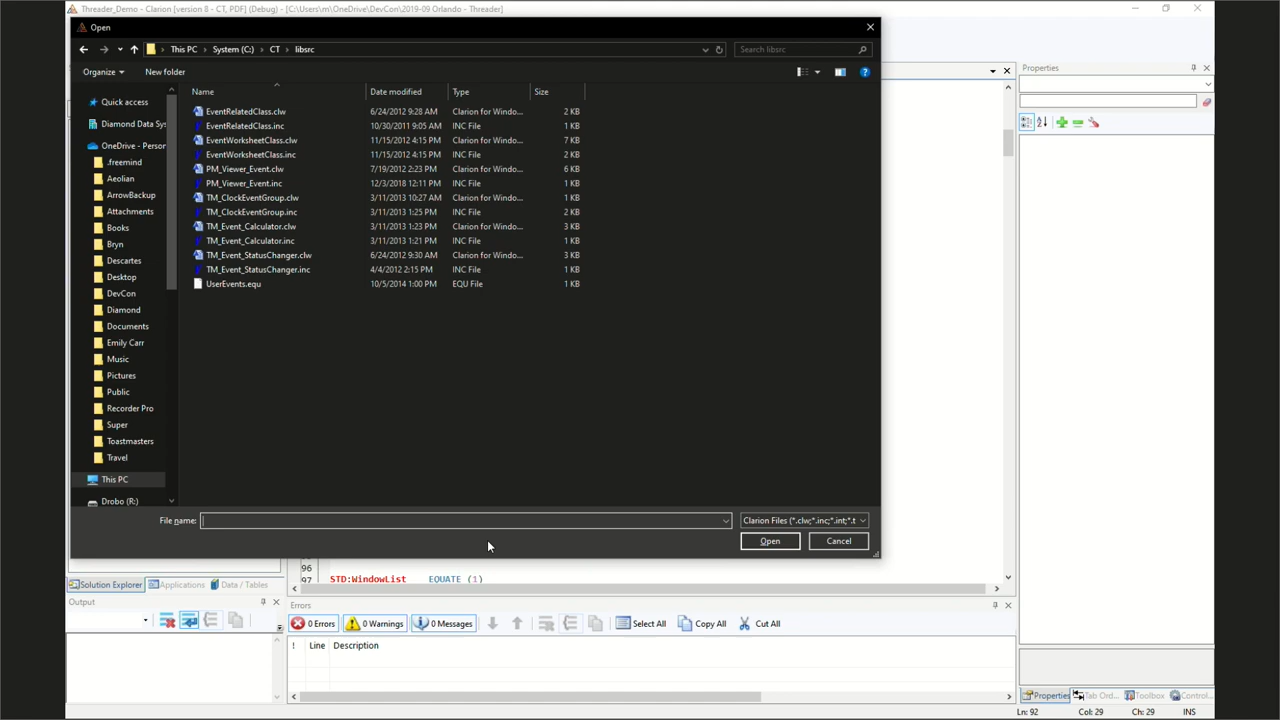 Threader_Demo - Clarion [version 8 - CT, PDF] (Debug) - [C:\Users\m\OneDrive\DevCon\2019-09 Orlando - Threader]
Open
This PC > System (C:) > CT > libsrc
Search libsrc
Organize
New folder
Name Date modified Type Size
EventRelatedClass.clw 6/24/2012 9:28 AM Clarion for Windo... 2 KB
EventRelatedClass.inc 10/30/2011 9:05 AM INC File 1 KB
EventWorksheetClass.clw 11/15/2012 4:15 PM Clarion for Windo... 7 KB
EventWorksheetClass.inc 11/15/2012 4:15 PM INC File 2 KB
PM_Viewer_Event.clw 7/19/2012 2:23 PM Clarion for Windo... 6 KB
PM_Viewer_Event.inc 12/3/2018 12:11 PM INC File 1 KB
TM_ClockEventGroup.clw 3/11/2013 10:27 AM Clarion for Windo... 1 KB
TM_ClockEventGroup.inc 3/11/2013 1:25 PM INC File 2 KB
TM_Event_Calculator.clw 3/11/2013 1:23 PM Clarion for Windo... 3 KB
TM_Event_Calculator.inc 3/11/2013 1:21 PM INC File 1 KB
TM_Event_StatusChanger.clw 6/24/2012 9:30 AM Clarion for Windo... 3 KB
TM_Event_StatusChanger.inc 4/4/2012 2:15 PM INC File 1 KB
UserEvents.equ 10/5/2014 1:00 PM EQU File 1 KB
Quick access
Diamond Data Sys
OneDrive - Person
.freemind
Aeolian
ArrowBackup
Attachments
Books
Bryn
Descartes
Desktop
DevCon
Diamond
Documents
Emily Carr
Music
Pictures
Public
Recorder Pro
Super
Toastmasters
Travel
This PC
Drobo (R:)
File name:
Clarion Files (*.clw;*.inc;*.int;*.t
Open
Cancel
Properties
96
97 STD:WindowList EQUATE (1)
Solution Explorer
Applications
Data / Tables
Output
Errors
0 Errors
0 Warnings
0 Messages
Select All
Copy All
Cut All
! Line Description
Properties
Tab Ord...
Toolbox
Control...
Ln: 92 Col: 29 Ch: 29 INS